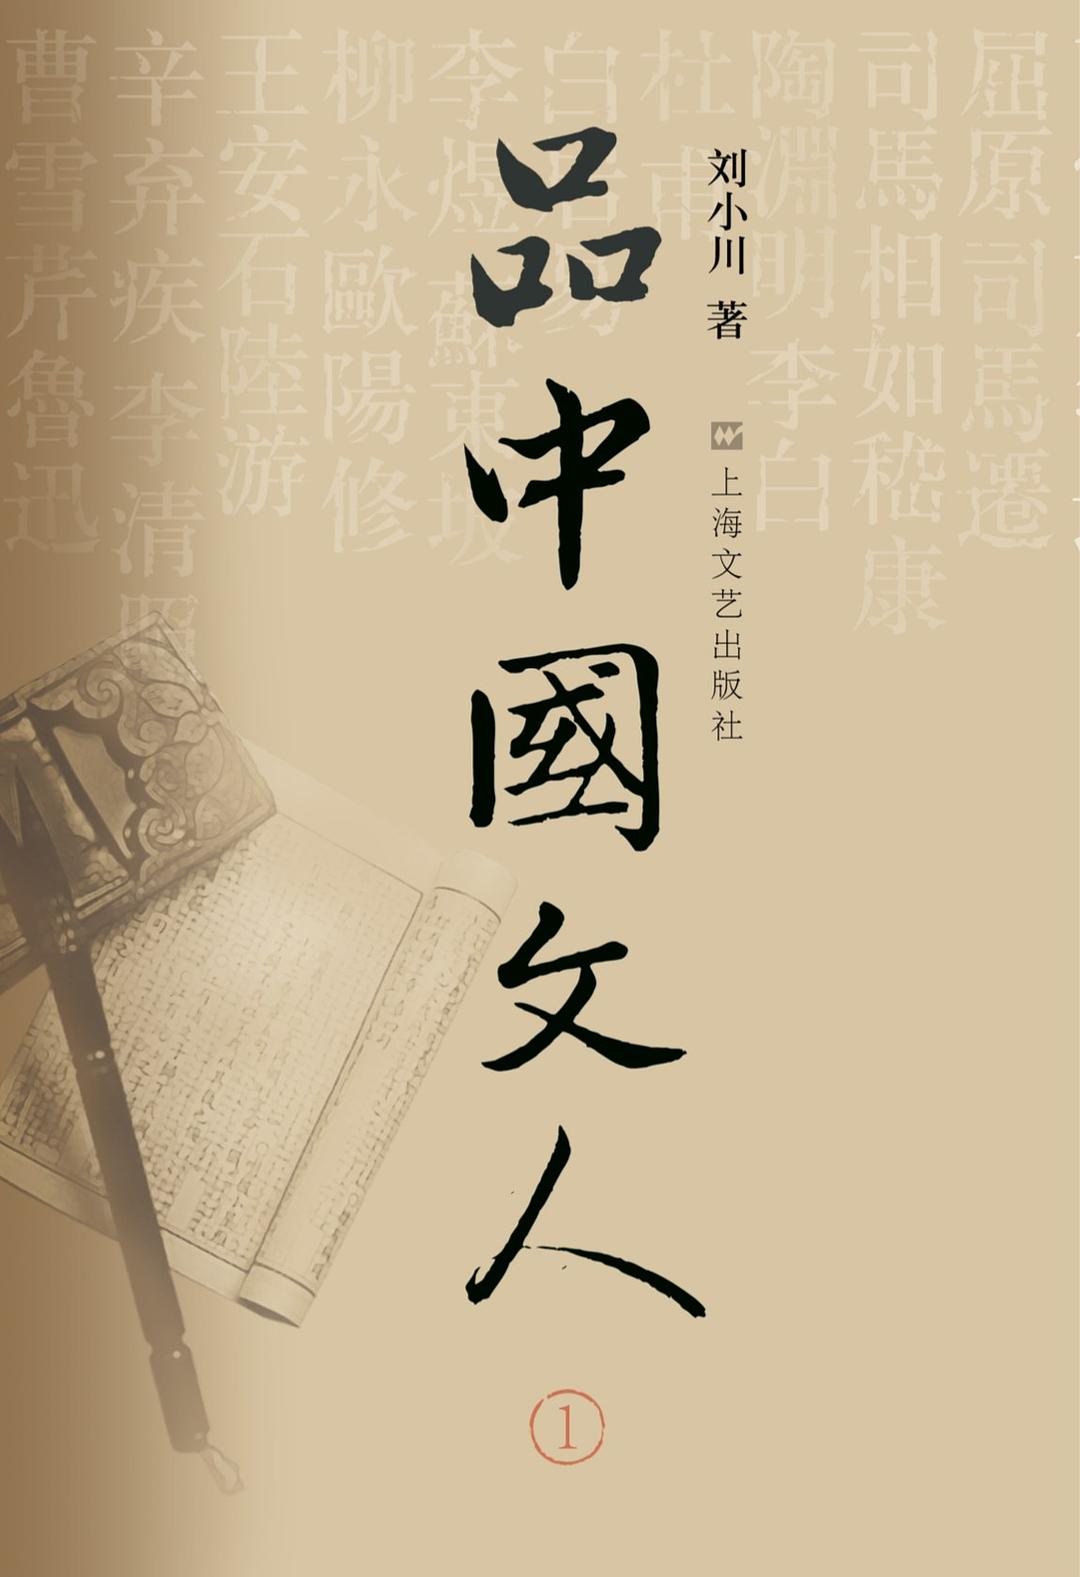 屈原 司馬遷
司馬相如 嵇康
陶淵明 李白
杜甫
白居易
李煜 蘇東坡
柳永 歐陽修
王安石 陸游
辛弃疾 李清照
曹雪芹 魯迅
刘小川 著
上海文艺出版社
品中國文人
1